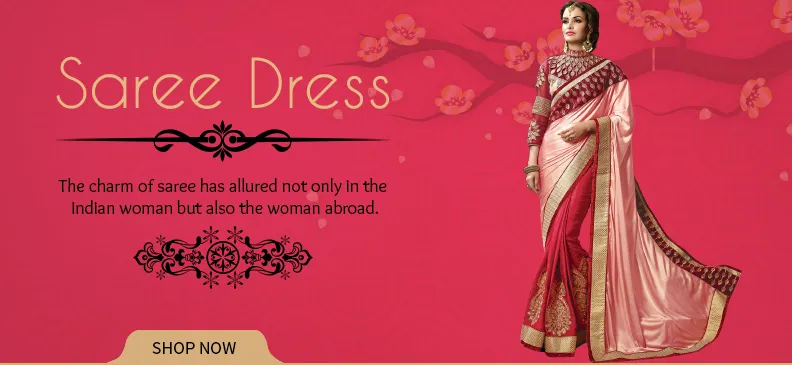 Saree Dress
The charm of saree has allured not only in the
Indian woman but also the woman abroad.
SHOP NOW